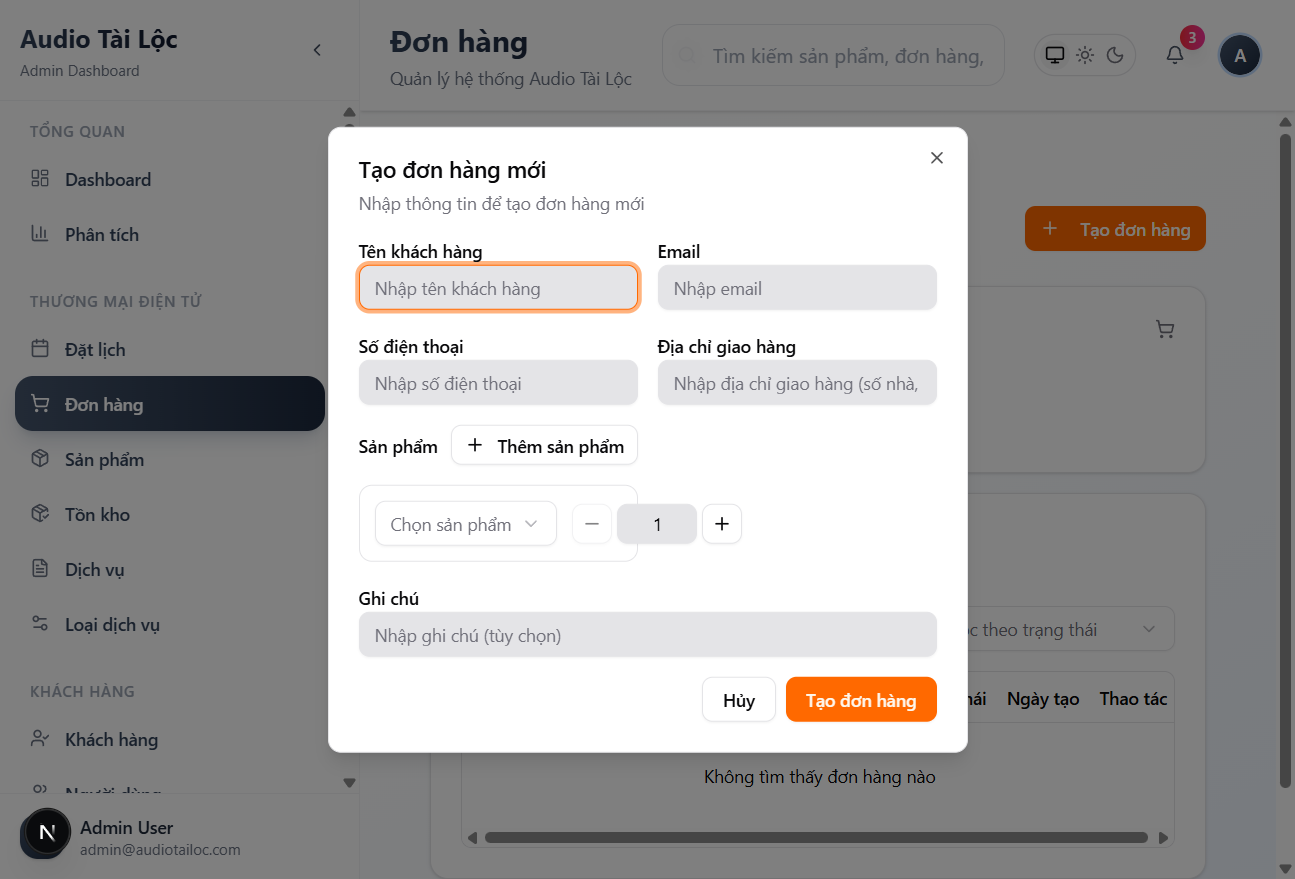 Audio Tài Lộc
Admin Dashboard
TỔNG QUAN
Dashboard
Phân tích
THƯƠNG MẠI ĐIỆN TỬ
Đặt lịch
Đơn hàng
Sản phẩm
Tồn kho
Dịch vụ
Loại dịch vụ
KHÁCH HÀNG
Khách hàng
Người dùng
N
Admin User
admin@audiotailoc.com
Đơn hàng
Quản lý hệ thống Audio Tài Lộc
Tìm kiếm sản phẩm, đơn hàng,
3
A
Tạo đơn hàng
Tạo đơn hàng mới
Nhập thông tin để tạo đơn hàng mới
Tên khách hàng
Email
Nhập tên khách hàng
Nhập email
Số điện thoại
Địa chỉ giao hàng
Nhập số điện thoại
Nhập địa chỉ giao hàng (số nhà,
Sản phẩm
Thêm sản phẩm
Chọn sản phẩm
1
Ghi chú
Nhập ghi chú (tùy chọn)
Hủy
Tạo đơn hàng
theo trạng thái
Ngày tạo
Thao tác
Không tìm thấy đơn hàng nào